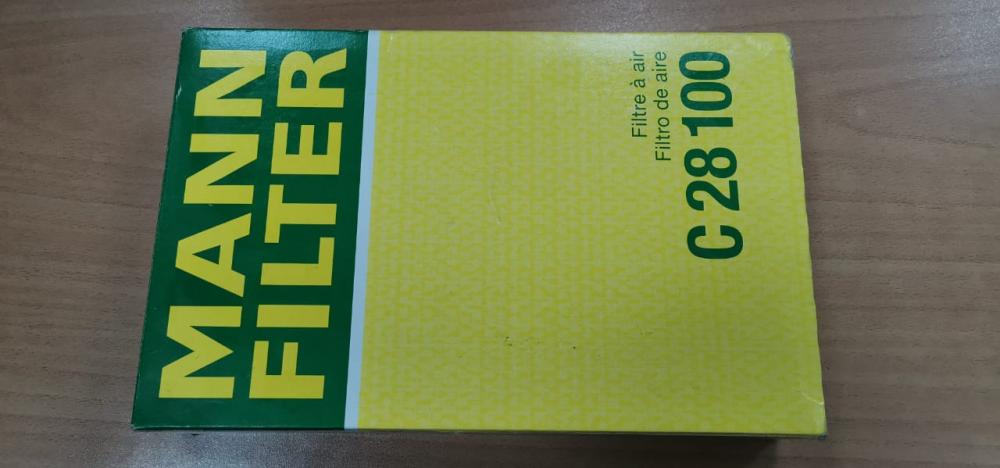 MANN
FILTER
Filtre à air
Filtro de aire
C 28 100